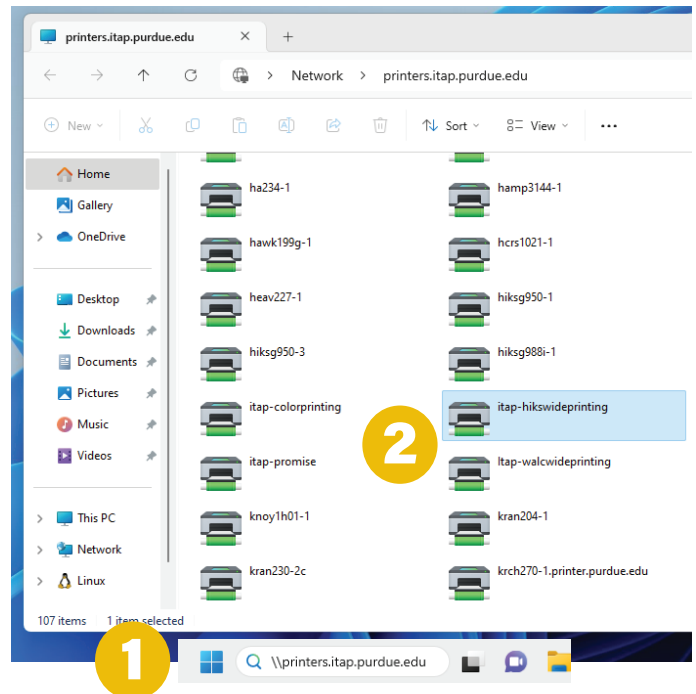 printers.itap.purdue.edu
Network > printers.itap.purdue.edu
New
Sort
View
Home
Gallery
OneDrive
Desktop
Downloads
Documents
Pictures
Music
Videos
This PC
Network
Linux
ha234-1
hamp3144-1
hawk199g-1
hcrs1021-1
heav227-1
hiksg950-1
hiksg950-3
hiksg988i-1
itap-colorprinting
itap-hikswideprinting
2
itap-promise
ltap-walcwideprinting
knoy1h01-1
kran204-1
kran230-2c
krch270-1.printer.purdue.edu
107 items 1 item selected
1
\\printers.itap.purdue.edu